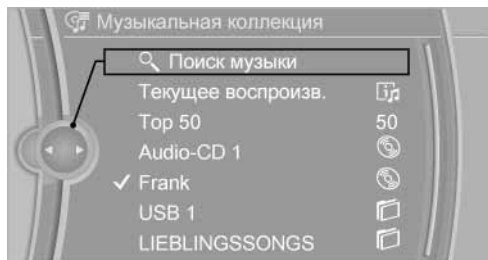 Музыкальная коллекция
Поиск музыки
Текущее воспроизв.
Top 50 50
Audio-CD 1
Frank
USB 1
LIEBLINGSSONGS